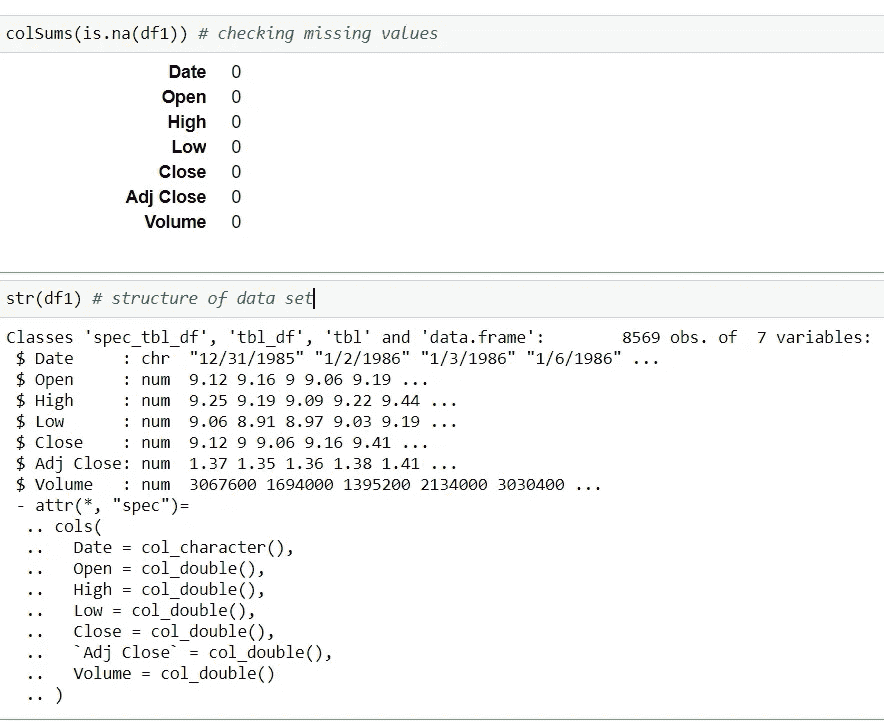 colSums(is.na(df1)) # checking missing values
Date 0
Open 0
High 0
Low 0
Close 0
Adj Close 0
Volume 0
str(df1) # structure of data set
Classes 'spec_tbl_df', 'tbl_df', 'tbl' and 'data.frame':	8569 obs. of  7 variables:
 $ Date     : chr  "12/31/1985" "1/2/1986" "1/3/1986" "1/6/1986" ...
 $ Open     : num  9.12 9.16 9 9.06 9.19 ...
 $ High     : num  9.25 9.19 9.09 9.22 9.44 ...
 $ Low      : num  9.06 8.91 8.97 9.03 9.19 ...
 $ Close    : num  9.12 9 9.06 9.16 9.41 ...
 $ Adj Close: num  1.37 1.35 1.36 1.38 1.41 ...
 $ Volume   : num  3067600 1694000 1395200 2134000 3030400 ...
 - attr(*, "spec")=
  .. cols(
  ..   Date = col_character(),
  ..   Open = col_double(),
  ..   High = col_double(),
  ..   Low = col_double(),
  ..   Close = col_double(),
  ..   `Adj Close` = col_double(),
  ..   Volume = col_double()
  .. )